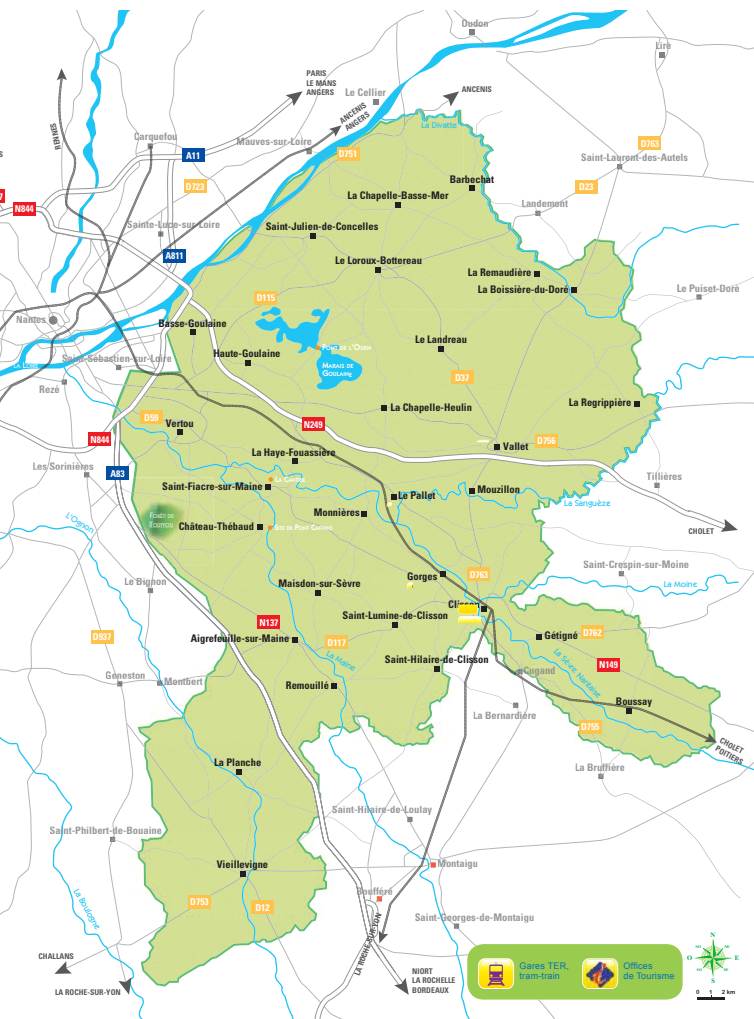 Oudon
Liré
PARIS
LE MANS
ANGERS
Le Cellier
ANCENIS
ANCENIS
ANGERS
RENNES
La Divatte
Carquefou
Mauves-sur-Loire
A11
D751
D763
Saint-Laurent-des-Autels
D723
Barbechat
D23
La Chapelle-Basse-Mer
Landemont
N844
Sainte-Luce-sur-Loire
Saint-Julien-de-Concelles
A811
Le Loroux-Bottereau
La Remaudière
La Boissière-du-Doré
Le Puiset-Doré
D115
Nantes
Basse-Goulaine
Pont de l'Ouen
Le Landreau
Haute-Goulaine
Saint-Sébastien-sur-Loire
LA LOIRE
Marais de
Goulaine
D37
Rezé
La Chapelle-Heulin
La Regrippière
D59
Vertou
N249
N844
D756
Vallet
La Haye-Fouassière
Les Sorinières
A83
Tillières
Saint-Fiacre-sur-Maine
Le Pallet
Mouzillon
La Sanguèze
Monnières
L'Ognon
Château-Thébaud
CHOLET
Saint-Crespin-sur-Moine
D763
Gorges
La Moine
Le Bignon
Maisdon-sur-Sèvre
Clisson
N137
Saint-Lumine-de-Clisson
D762
D937
Aigrefeuille-sur-Maine
D117
Gétigné
La Maine
Saint-Hilaire-de-Clisson
La Sèvre Nantaise
N149
Cugand
Geneston
Montbert
Remouillé
Boussay
La Bernardière
D755
CHOLET
POITIERS
La Planche
La Bruffière
Saint-Hilaire-de-Loulay
Saint-Philbert-de-Bouaine
Vieillevigne
Montaigu
Boufféré
D753
D12
La Boulogne
Saint-Georges-de-Montaigu
LA ROCHE-SUR-YON
CHALLANS
LA ROCHE-SUR-YON
NIORT
LA ROCHELLE
BORDEAUX
Gares TER,
tram-train
Offices
de Tourisme
N
NO
NE
O
E
SO
SE
S
0 1 2 km